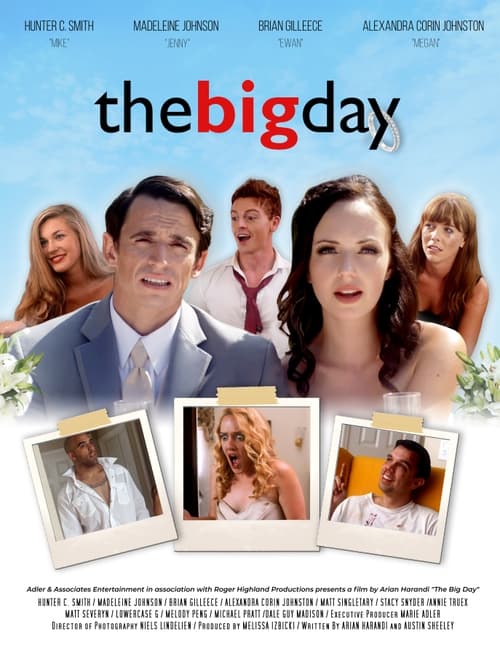 HUNTER C. SMITH MADELEINE JOHNSON BRIAN GILLEECE ALEXANDRA CORIN JOHNSTON
"MIKE" "JENNY" "EWAN" "MEGAN"
thebigday
Adler & Associates Entertainment in association with Roger Highland Productions presents a film by Arian Harandi "The Big Day"
HUNTER C. SMITH / MADELEINE JOHNSON / BRIAN GILLEECE / ALEXANDRA CORIN JOHNSTON / MATT SINGLETARY / STACY SNYDER /ANNIE TRUEX
MATT SEVERYN / LOWERCASE G / MELODY PENG / MICHAEL PRATT /DALE GUY MADISON / EXECUTIVE PRODUCER MARIE ADLER
DIRECTOR OF PHOTOGRAPHY NIELS LINDELIEN / PRODUCED BY MELISSA IZBICKI / WRITTEN BY ARIAN HARANDI AND AUSTIN SHEELEY